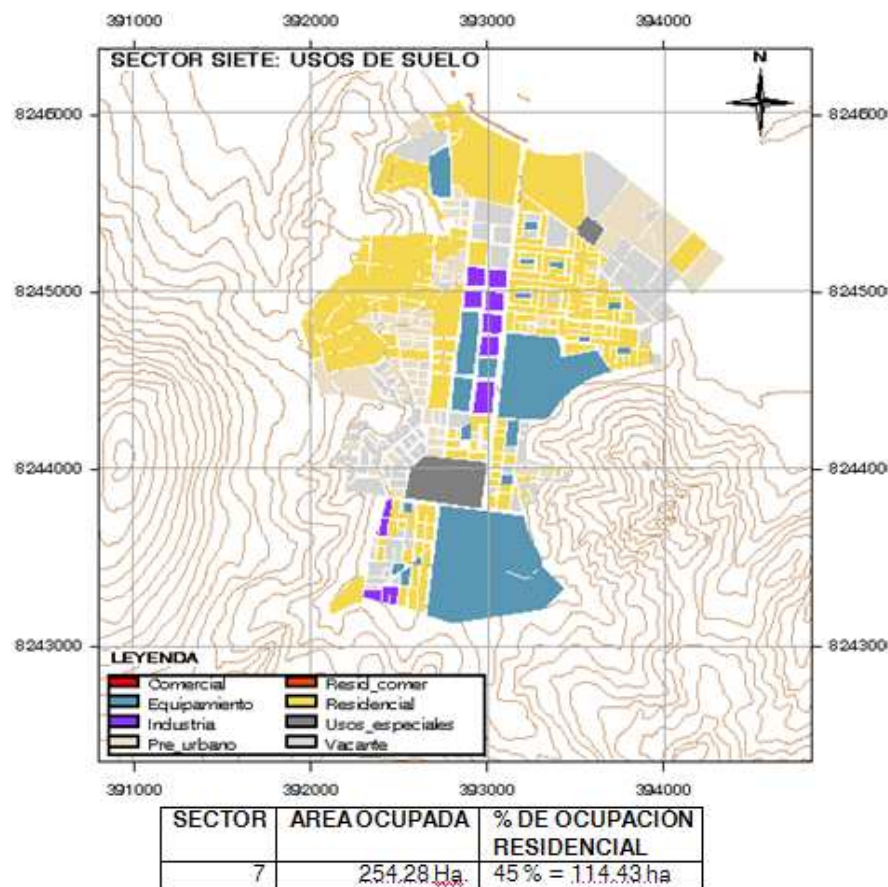 391000 392000 393000 394000
SECTOR SIETE: USOS DE SUELO
N
8246000 8246000
8245000 8245000
8244000 8244000
8243000 8243000
LEYENDA
Comercial Resid_comer
Equipamiento Residencial
Industria Usos_especiales
Pre_urbano Vacante
391000 392000 393000 394000
SECTOR AREA OCUPADA % DE OCUPACIÓN
RESIDENCIAL
7 254.28 Ha. 45 % = 114.43 ha